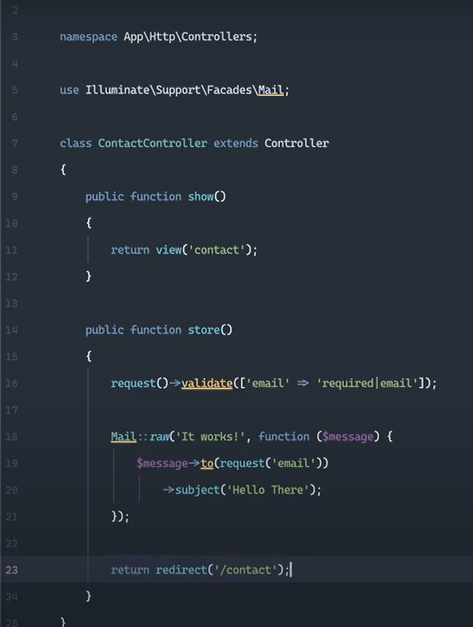 2
3 namespace App\Http\Controllers;
4
5 use Illuminate\Support\Facades\Mail;
6
7 class ContactController extends Controller
8 {
9     public function show()
10     {
11         return view('contact');
12     }
13
14     public function store()
15     {
16         request()->validate(['email' => 'required|email']);
17
18         Mail::raw('It works!', function ($message) {
19             $message->to(request('email'))
20                 ->subject('Hello There');
21         });
22
23         return redirect('/contact');
24     }
25 }